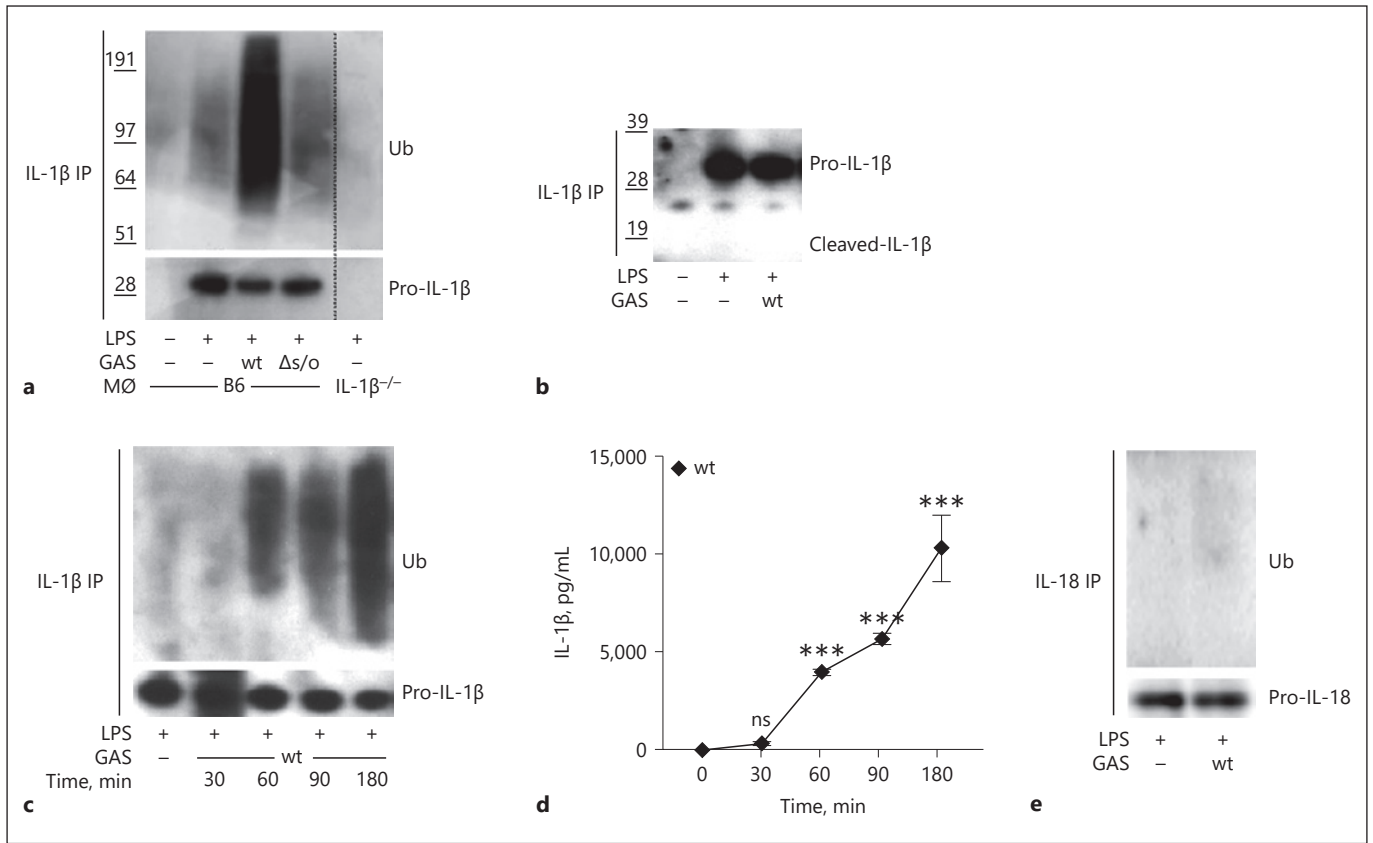 191
97
64
51
28
IL-1β IP
Ub
Pro-IL-1β
LPS – + + + +
GAS – – wt Δs/o –
MØ B6 IL-1β–/–
a
39
28
19
IL-1β IP
Pro-IL-1β
Cleaved-IL-1β
LPS – + +
GAS – – wt
b
IL-1β IP
Ub
Pro-IL-1β
LPS + + + + +
GAS – wt
Time, min 30 60 90 180
c
15,000
10,000
5,000
0
IL-1β, pg/mL
wt
ns
***
***
***
0 30 60 90 180
Time, min
d
IL-18 IP
Ub
Pro-IL-18
LPS + +
GAS – wt
e